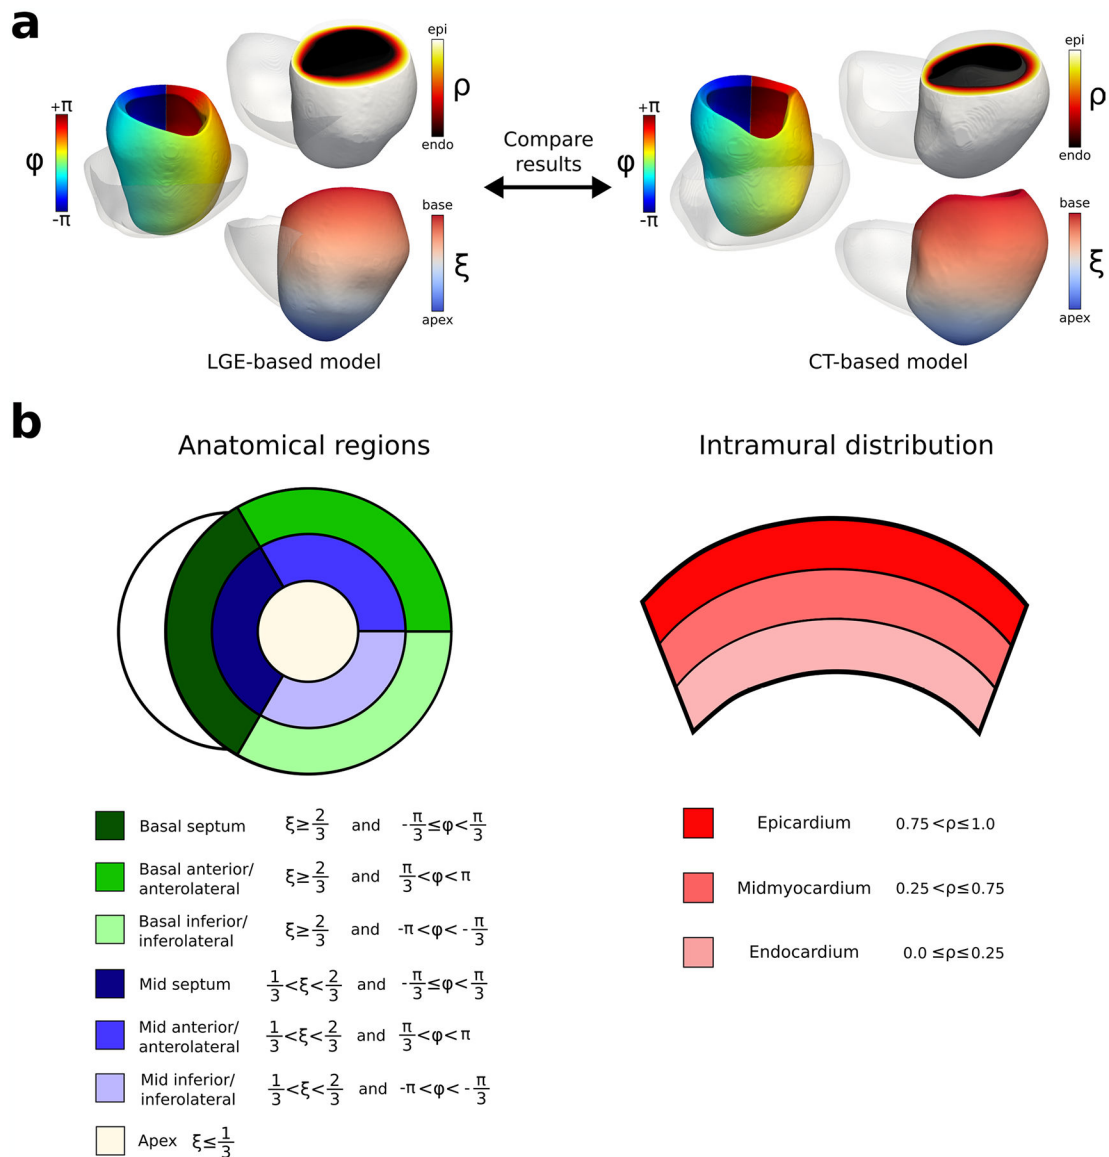 a
epi
ρ
endo
+π
φ
-π
base
ξ
apex
LGE-based model
Compare
results
epi
ρ
endo
+π
φ
-π
base
ξ
apex
CT-based model
b
Anatomical regions
Intramural distribution
Basal septum ξ≥2/3 and -π/3≤φ<π/3
Basal anterior/
anterolateral ξ≥2/3 and π/3<φ<π
Basal inferior/
inferolateral ξ≥2/3 and -π<φ<-π/3
Mid septum 1/3<ξ<2/3 and -π/3≤φ<π/3
Mid anterior/
anterolateral 1/3<ξ<2/3 and π/3<φ<π
Mid inferior/
inferolateral 1/3<ξ<2/3 and -π<φ<-π/3
Apex ξ≤1/3
Epicardium 0.75<ρ≤1.0
Midmyocardium 0.25<ρ≤0.75
Endocardium 0.0≤ρ≤0.25